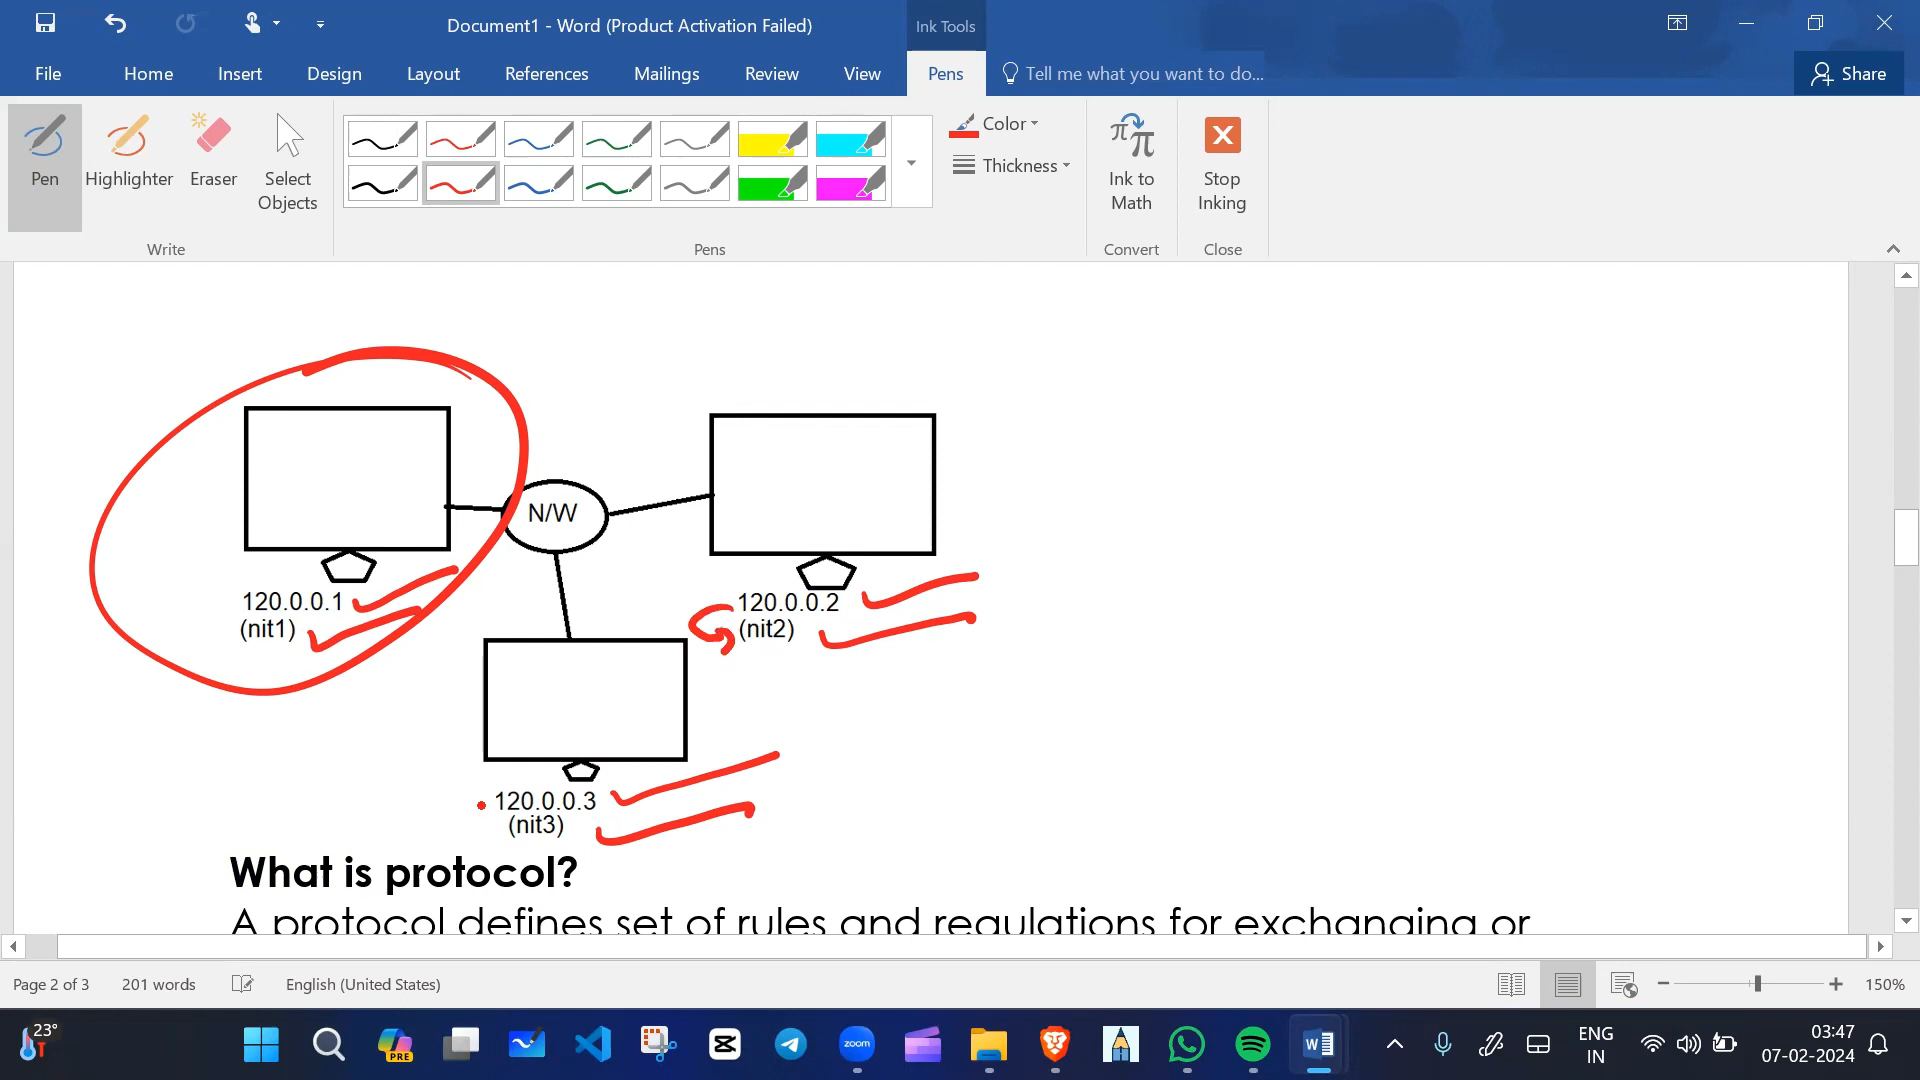 Document1 - Word (Product Activation Failed)
Ink Tools
File
Home
Insert
Design
Layout
References
Mailings
Review
View
Pens
Tell me what you want to do...
Share
Pen
Highlighter
Eraser
Select
Objects
Color
Thickness
Ink to
Math
Stop
Inking
Write
Pens
Convert
Close
N/W
120.0.0.1
(nit1)
120.0.0.2
(nit2)
120.0.0.3
(nit3)
What is protocol?
A protocol defines set of rules and regulations for exchanging or
Page 2 of 3
201 words
English (United States)
150%
23°
PRE
zoom
W
ENG
IN
03:47
07-02-2024